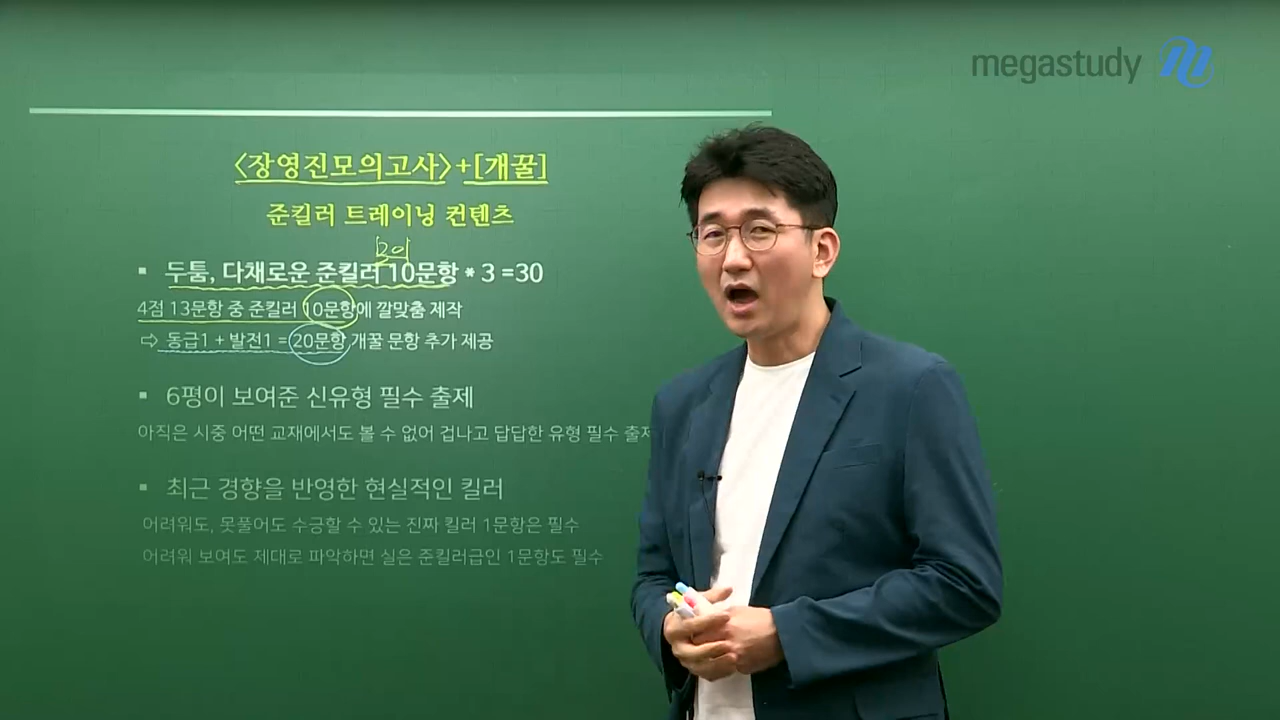 megastudy
<장영진모의고사>+[개꿀]
준킬러 트레이닝 컨텐츠
▪ 두툼, 다채로운 준킬러 10문항 * 3 =30
4점 13문항 중 준킬러 10문항에 깔맞춤 제작
⇨ 동급1 + 발전1 = 20문항 개꿀 문항 추가 제공
▪ 6평이 보여준 신유형 필수 출제
아직은 시중 어떤 교재에서도 볼 수 없어 겁나고 답답한 유형 필수 출제
▪ 최근 경향을 반영한 현실적인 킬러
어려워도, 못풀어도 수긍할 수 있는 진짜 킬러 1문항은 필수
어려워 보여도 제대로 파악하면 실은 준킬러급인 1문항도 필수